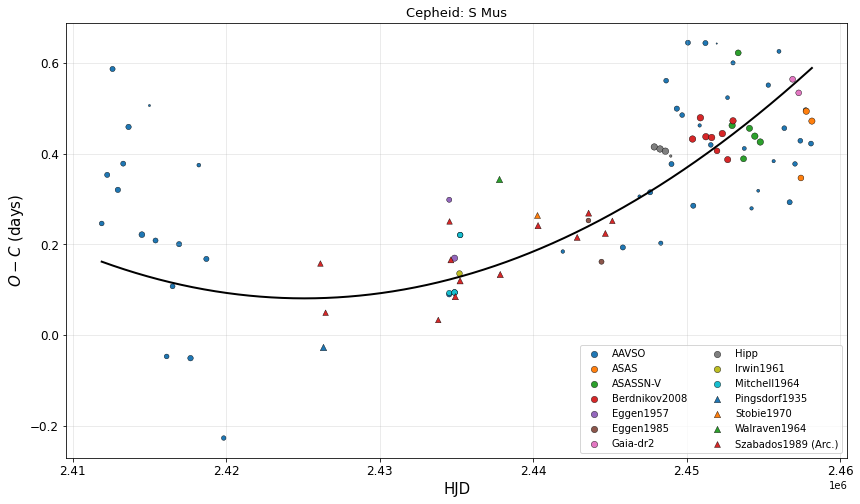 Cepheid: S Mus
O − C (days)
0.6
0.4
0.2
0.0
−0.2
2.41
2.42
2.43
2.44
2.45
2.46
1e6
HJD
AAVSO
ASAS
ASASSN-V
Berdnikov2008
Eggen1957
Eggen1985
Gaia-dr2
Hipp
Irwin1961
Mitchell1964
Pingsdorf1935
Stobie1970
Walraven1964
Szabados1989 (Arc.)